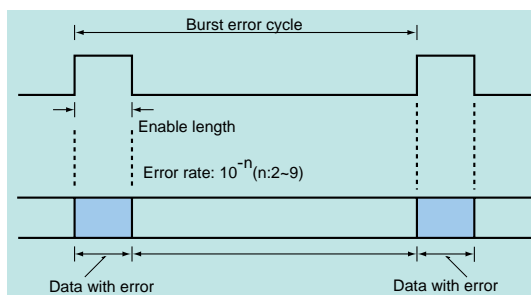 Burst error cycle
Enable length
Error rate: 10^-n (n:2~9)
Data with error
Data with error